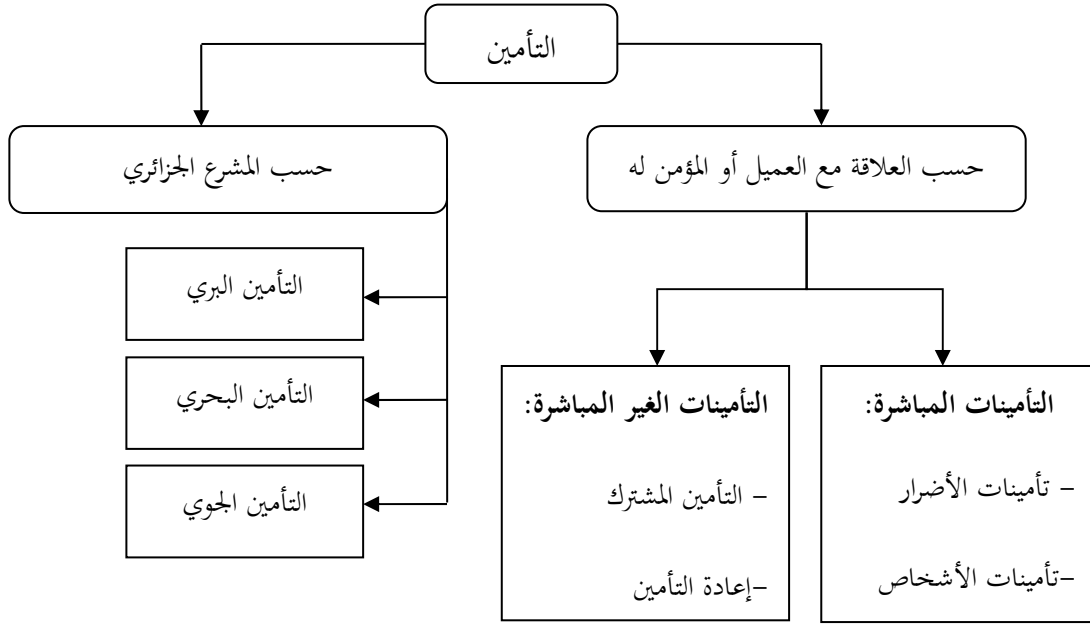 التأمين
حسب العلاقة مع العميل أو المؤمن له
حسب المشرع الجزائري
التأمينات المباشرة:
– تأمينات الأضرار
–تأمينات الأشخاص
التأمينات الغير المباشرة:
– التأمين المشترك
–إعادة التأمين
التأمين البري
التأمين البحري
التأمين الجوي